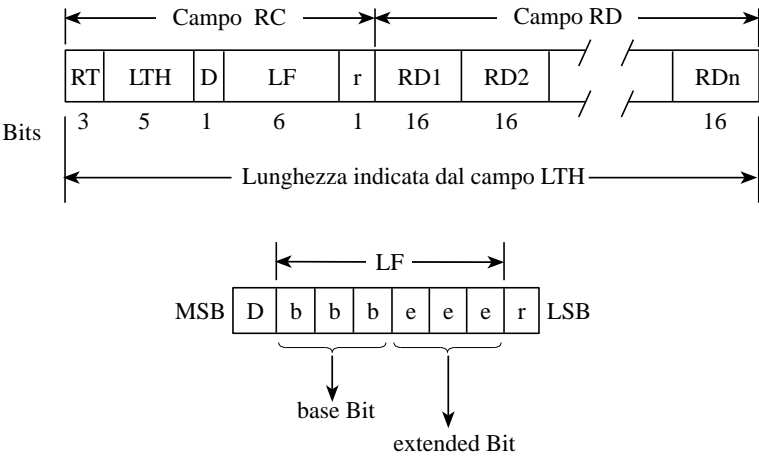 Campo RC Campo RD
RT LTH D LF r RD1 RD2 RDn
Bits 3 5 1 6 1 16 16 16
Lunghezza indicata dal campo LTH
LF
MSB D b b b e e e r LSB
base Bit
extended Bit